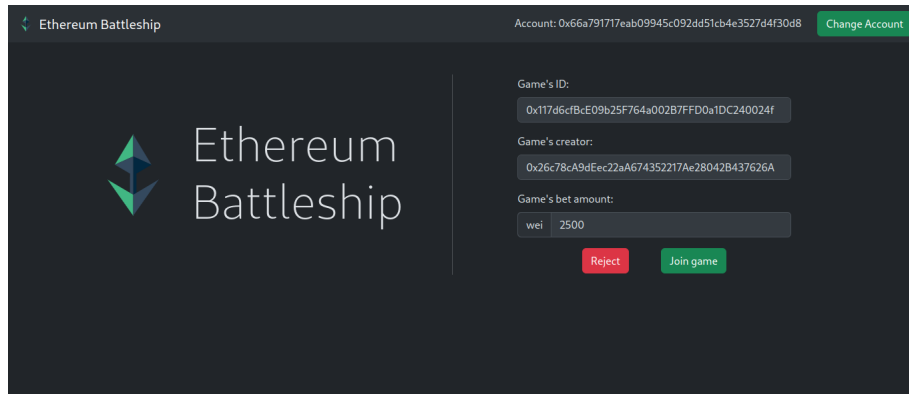 Ethereum Battleship
Account: 0x66a791717eab09945c092dd51cb4e3527d4f30d8
Change Account
Ethereum
Battleship
Game's ID:
0x117d6cfBcE09b25F764a002B7FFD0a1DC240024f
Game's creator:
0x26c78cA9dEec22aA674352217Ae28042B437626A
Game's bet amount:
wei 2500
Reject Join game